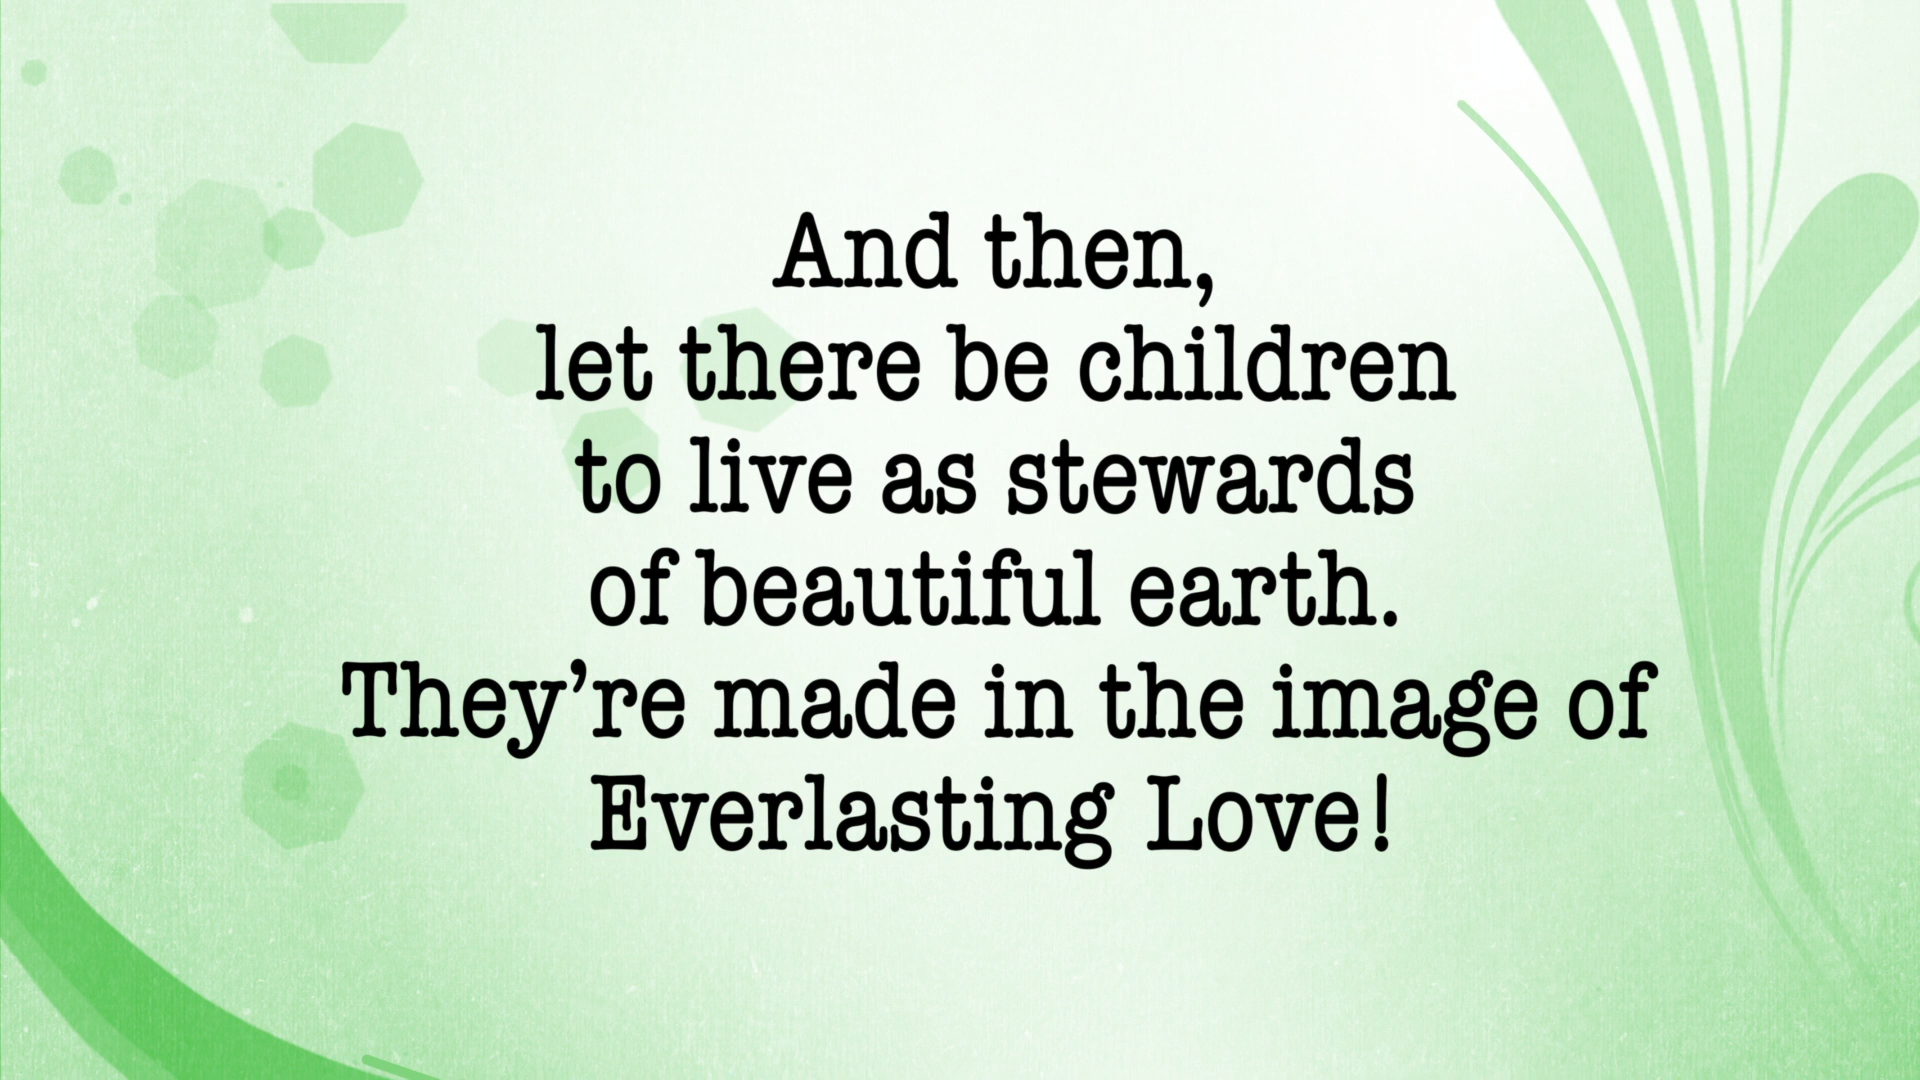 And then,
let there be children
to live as stewards
of beautiful earth.
They’re made in the image of
Everlasting Love!